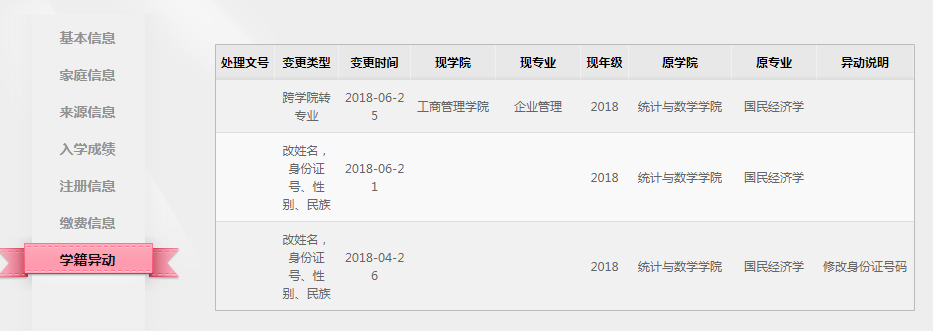 基本信息
家庭信息
来源信息
入学成绩
注册信息
缴费信息
学籍异动
处理文号 变更类型 变更时间 现学院 现专业 现年级 原学院 原专业 异动说明
跨学院转
专业
2018-06-2
5
工商管理学院 企业管理 2018 统计与数学学院 国民经济学
改姓名，
身份证
号、性
别、民族
2018-06-2
1
2018 统计与数学学院 国民经济学
改姓名，
身份证
号、性
别、民族
2018-04-2
6
2018 统计与数学学院 国民经济学 修改身份证号码